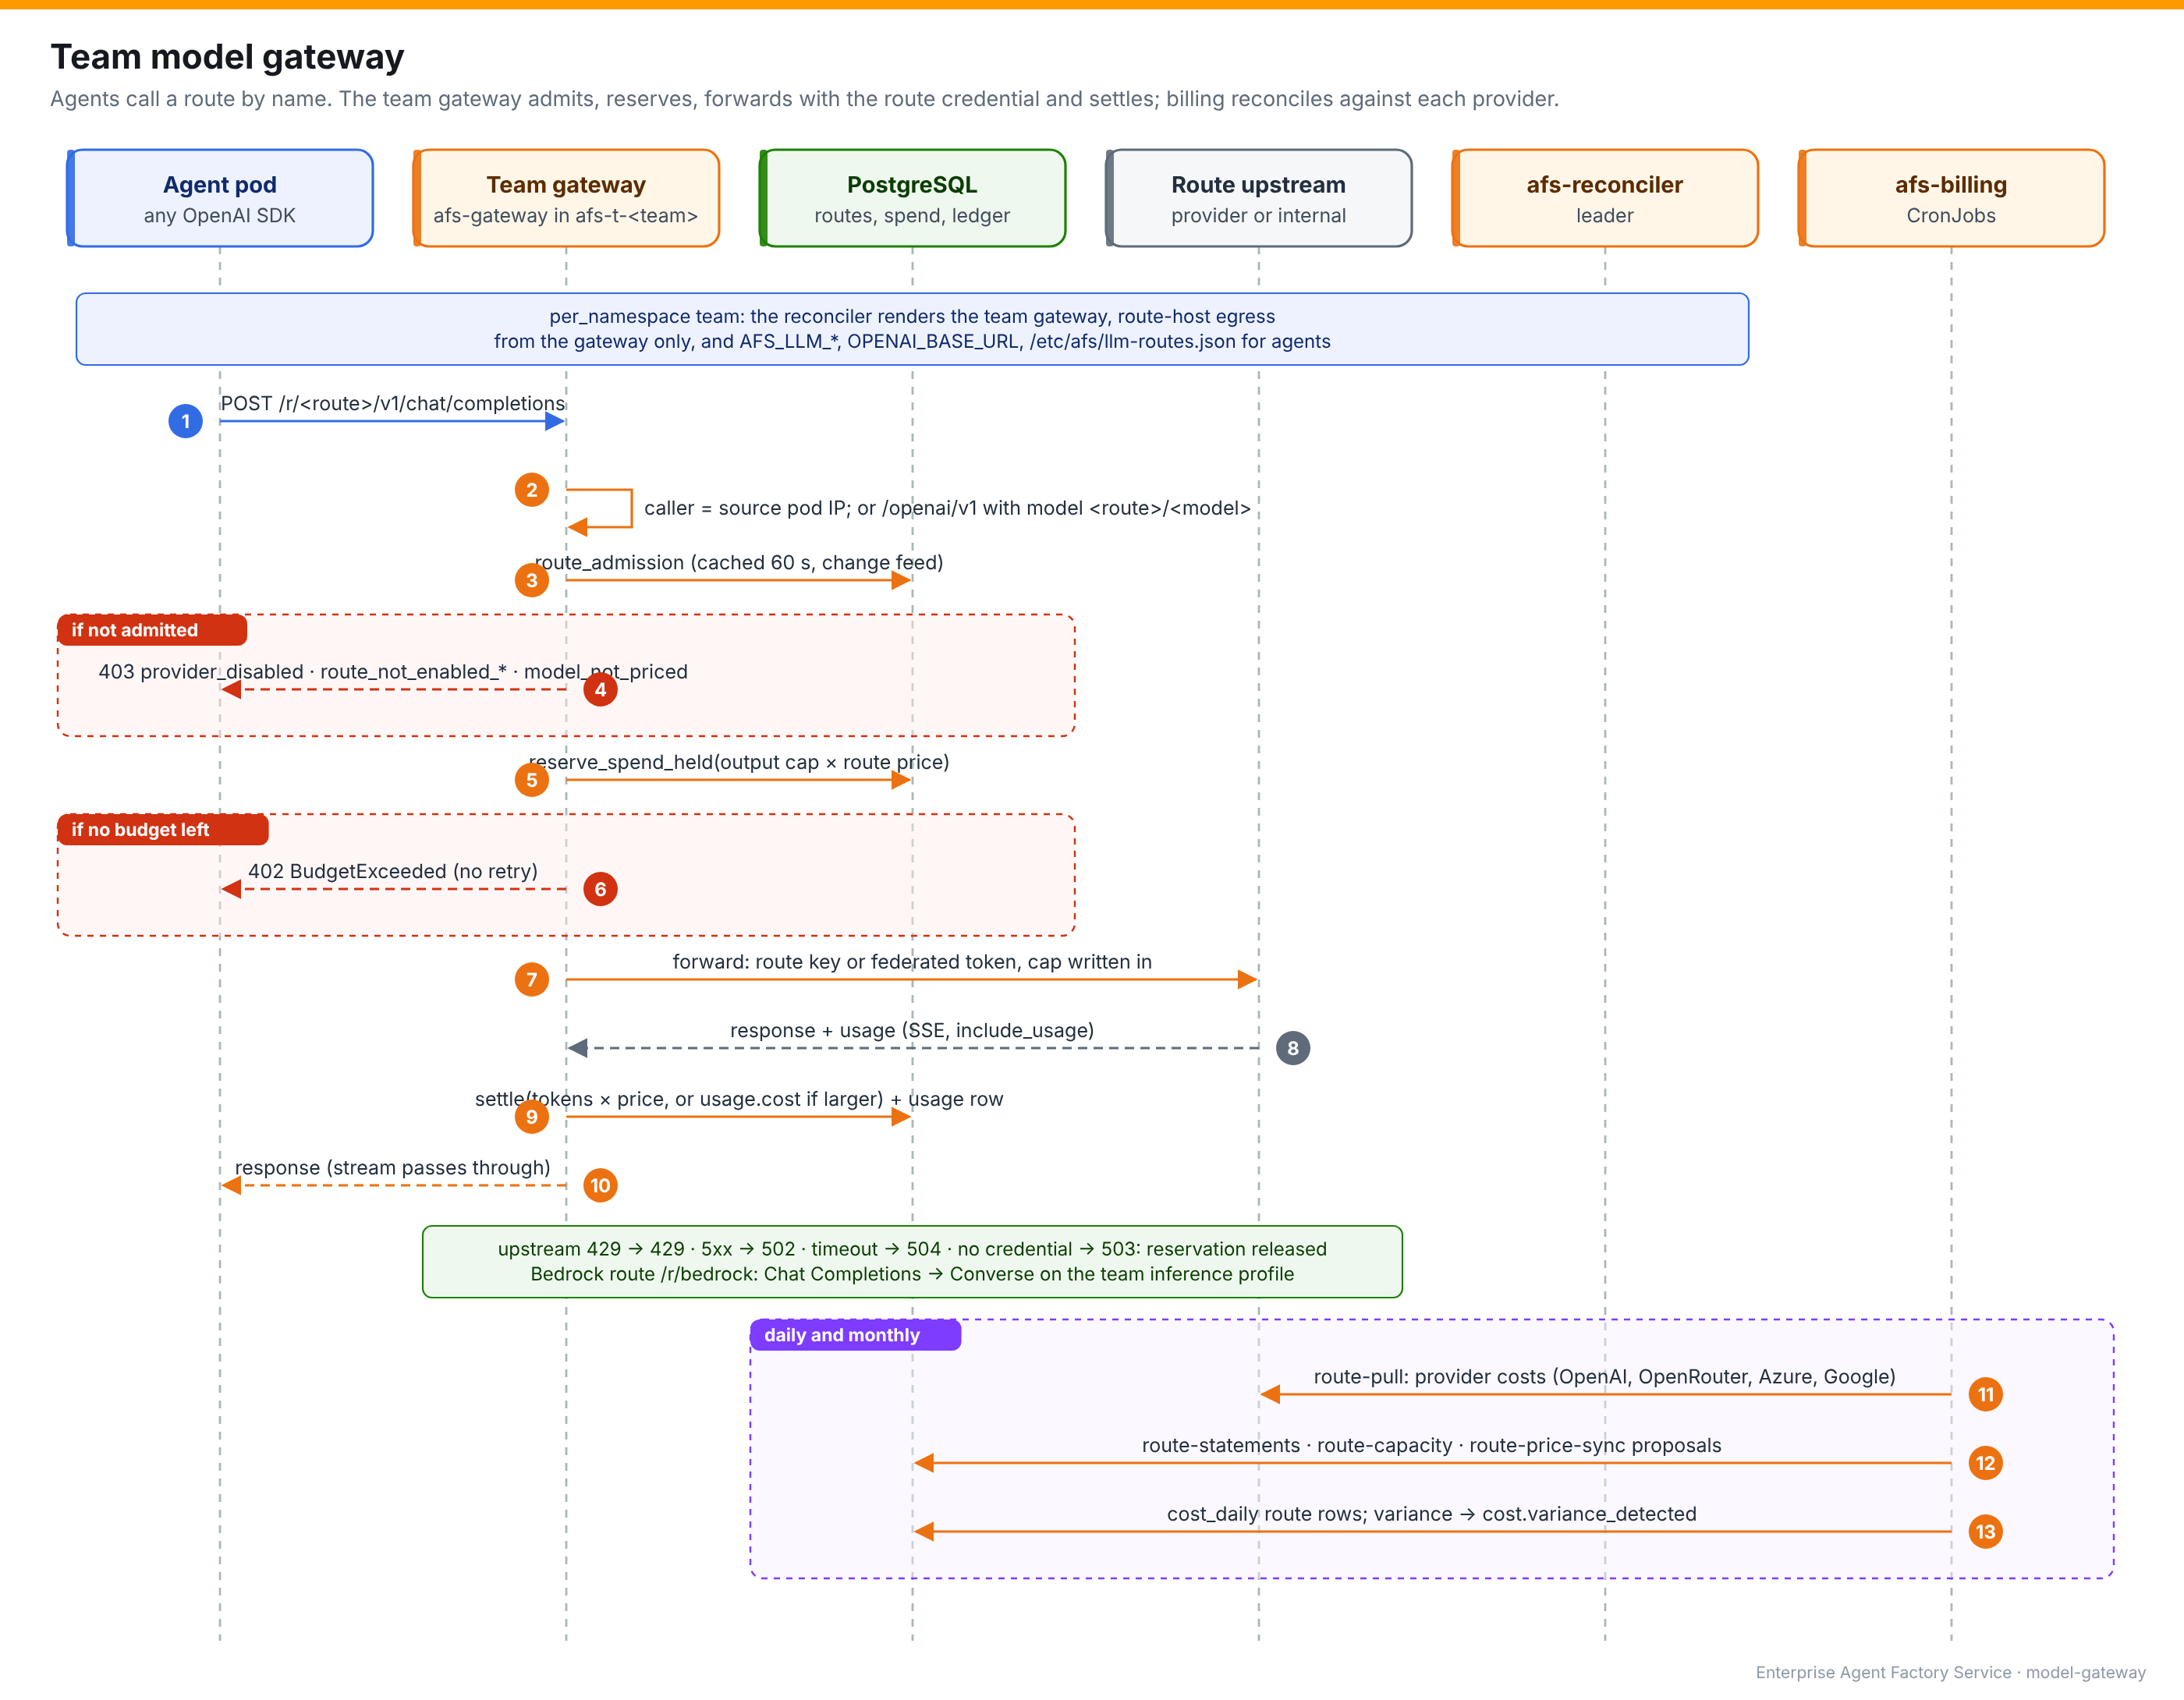 Team model gateway
Agents call a route by name. The team gateway admits, reserves, forwards with the route credential and settles; billing reconciles against each provider.
Agent pod
any OpenAI SDK
Team gateway
afs-gateway in afs-t-<team>
PostgreSQL
routes, spend, ledger
Route upstream
provider or internal
afs-reconciler
leader
afs-billing
CronJobs
per_namespace team: the reconciler renders the team gateway, route-host egress
from the gateway only, and AFS_LLM_*, OPENAI_BASE_URL, /etc/afs/llm-routes.json for agents
1
POST /r/<route>/v1/chat/completions
2
caller = source pod IP; or /openai/v1 with model <route>/<model>
3
route_admission (cached 60 s, change feed)
if not admitted
403 provider_disabled · route_not_enabled_* · model_not_priced
4
5
reserve_spend_held(output cap × route price)
if no budget left
402 BudgetExceeded (no retry)
6
7
forward: route key or federated token, cap written in
response + usage (SSE, include_usage)
8
9
settle(tokens × price, or usage.cost if larger) + usage row
response (stream passes through)
10
upstream 429 → 429 · 5xx → 502 · timeout → 504 · no credential → 503: reservation released
Bedrock route /r/bedrock: Chat Completions → Converse on the team inference profile
daily and monthly
route-pull: provider costs (OpenAI, OpenRouter, Azure, Google)
11
route-statements · route-capacity · route-price-sync proposals
12
cost_daily route rows; variance → cost.variance_detected
13
Enterprise Agent Factory Service · model-gateway